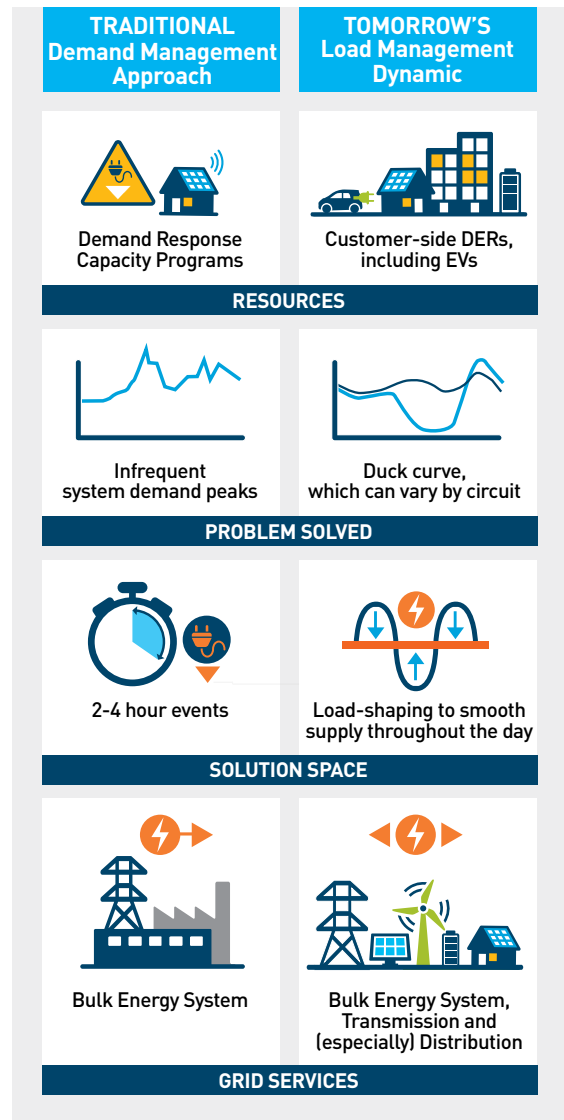 TRADITIONAL
Demand Management
Approach
TOMORROW'S
Load Management
Dynamic
Demand Response
Capacity Programs
Customer-side DERs,
including EVs
RESOURCES
Infrequent
system demand peaks
Duck curve,
which can vary by circuit
PROBLEM SOLVED
2-4 hour events
Load-shaping to smooth
supply throughout the day
SOLUTION SPACE
Bulk Energy System
Bulk Energy System,
Transmission and
(especially) Distribution
GRID SERVICES